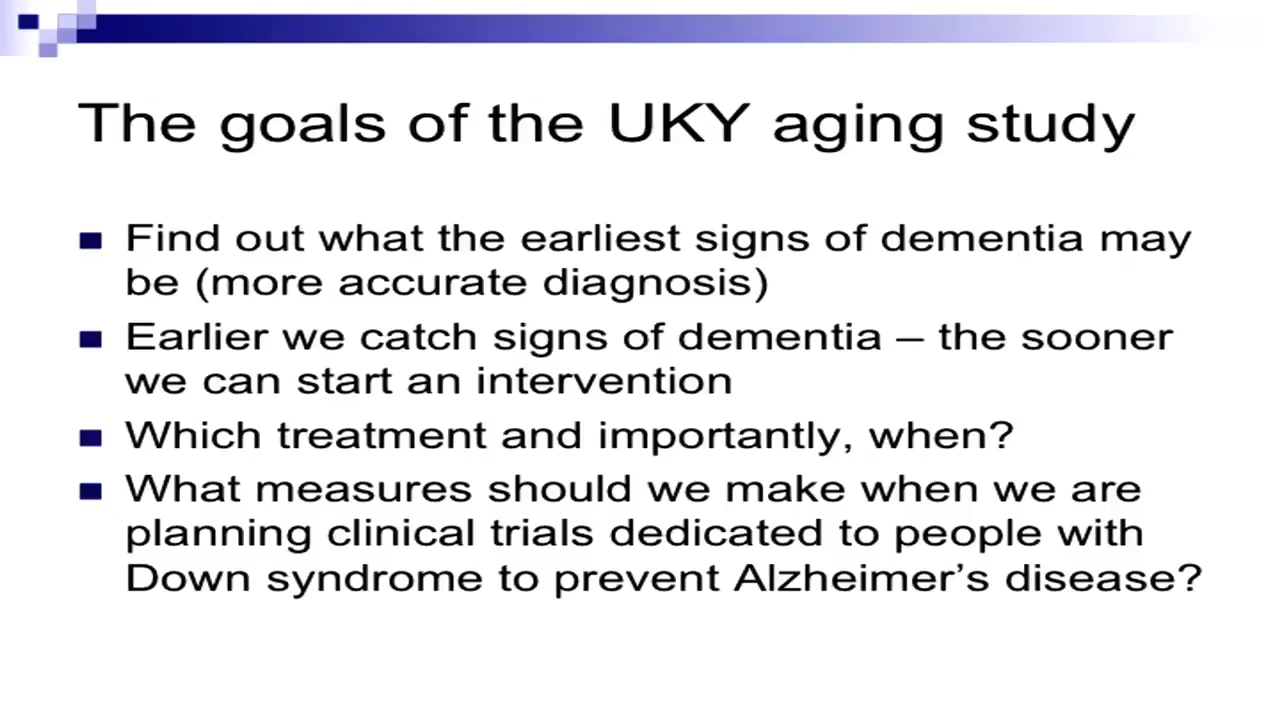 The goals of the UKY aging study
Find out what the earliest signs of dementia may
be (more accurate diagnosis)
Earlier we catch signs of dementia – the sooner
we can start an intervention
Which treatment and importantly, when?
What measures should we make when we are
planning clinical trials dedicated to people with
Down syndrome to prevent Alzheimer’s disease?